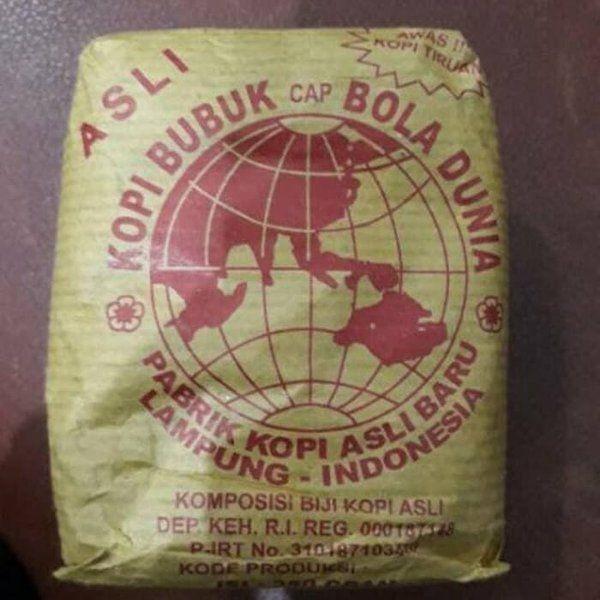 AWAS !!
KOPI TIRUAN
ASLI
KOPI BUBUK CAP BOLA DUNIA
PABRIK KOPI ASLI BARU
LAMPUNG - INDONESIA
KOMPOSISI BIJI KOPI ASLI
DEP. KEH. R.I. REG. 000187148
P-IRT No.
KODE PRODUKSI :